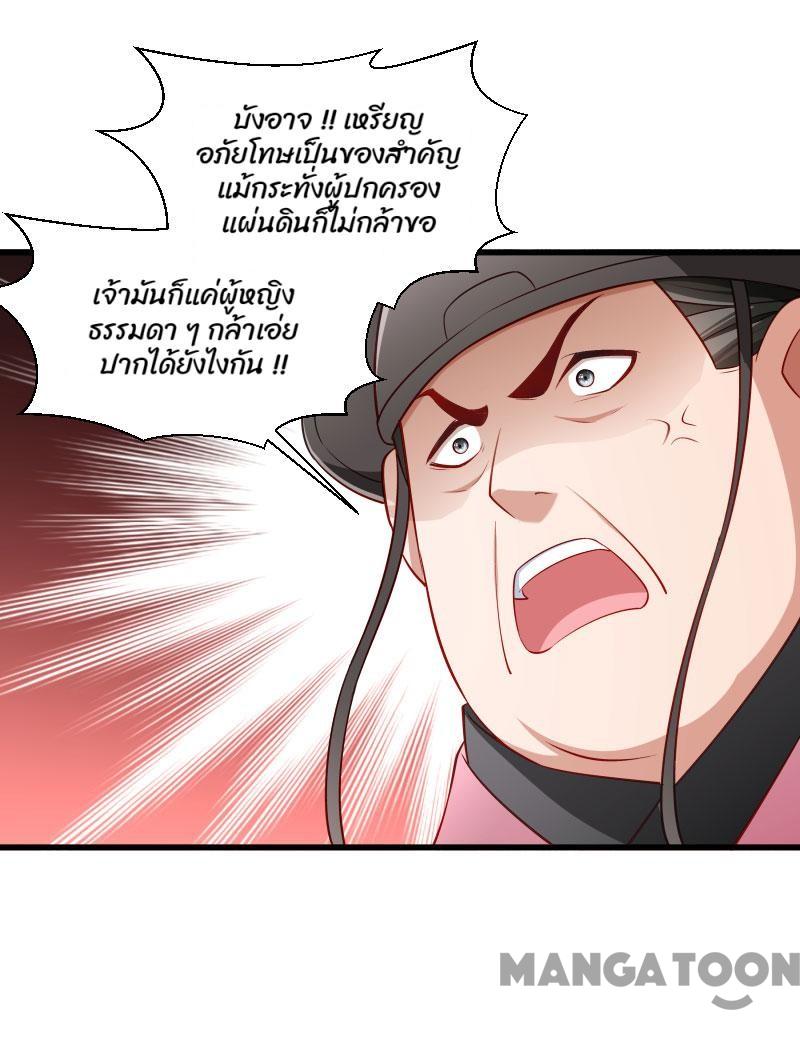 บังอาจ !! เหรียญ
อภัยโทษเป็นของสำคัญ
แม้กระทั่งผู้ปกครอง
แผ่นดินก็ไม่กล้าขอ
เจ้ามันก็แค่ผู้หญิง
ธรรมดา ๆ กล้าเอ่ย
ปากได้ยังไงกัน !!
MANGATOON